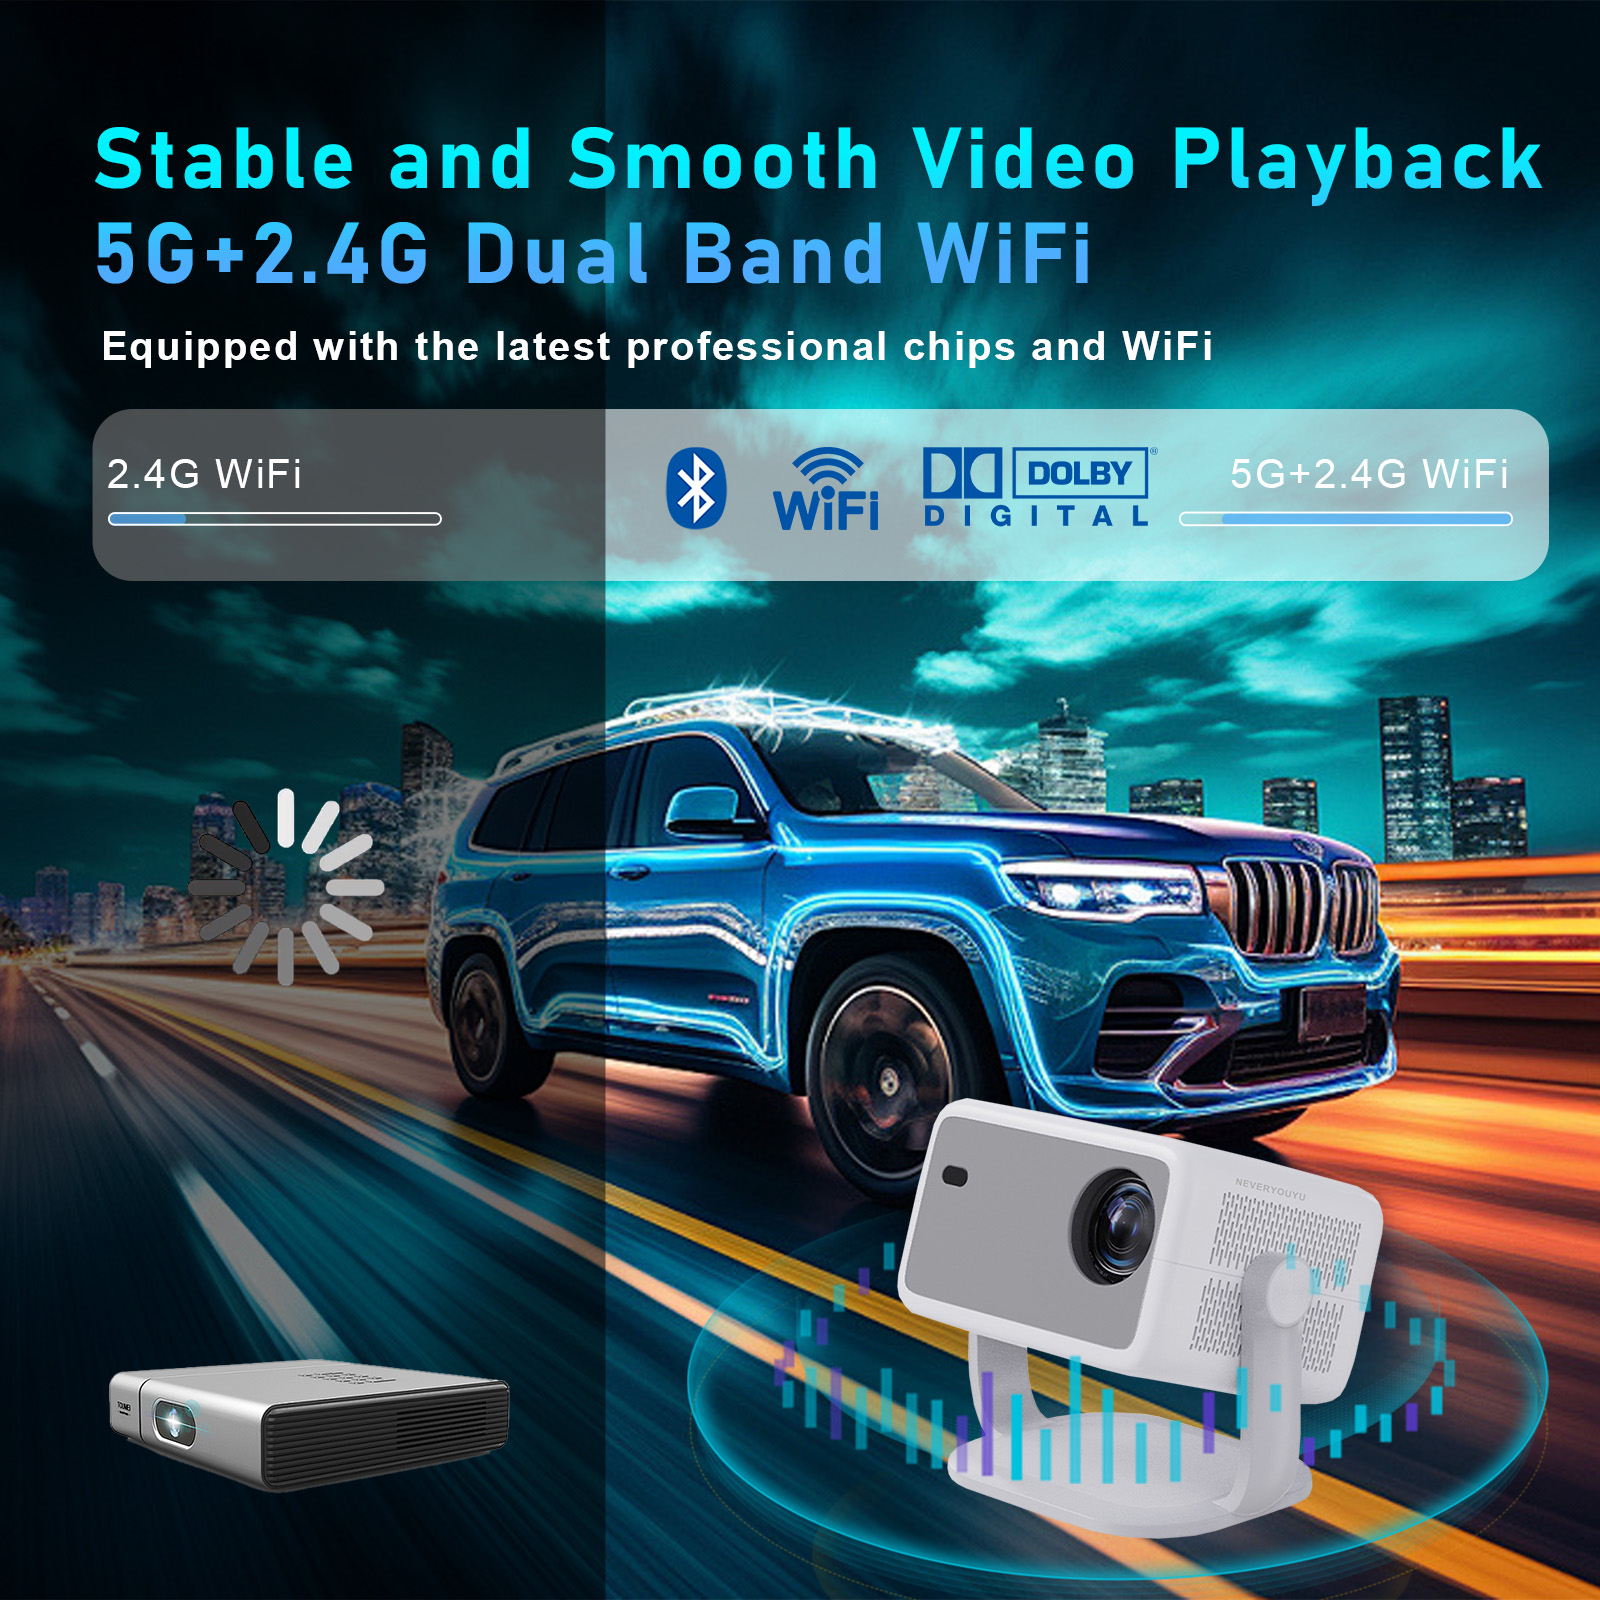 Stable and Smooth Video Playback
5G+2.4G Dual Band WiFi
Equipped with the latest professional chips and WiFi
2.4G WiFi
WiFi
DOLBY®
DIGITAL
5G+2.4G WiFi
NEVERYOUYU
TOUMEI